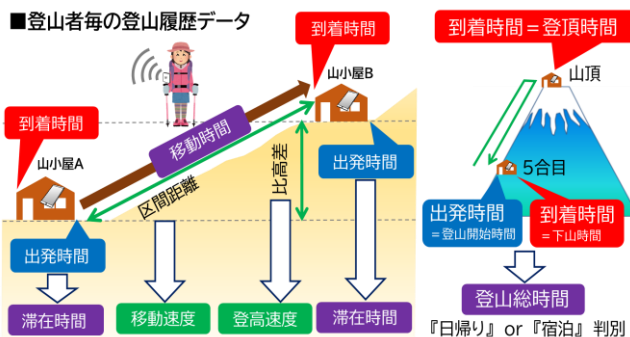 ■登山者毎の登山履歴データ
到着時間
山小屋B
到着時間
山小屋A
移動時間
区間距離
比高差
出発時間
出発時間
滞在時間
移動速度
登高速度
滞在時間
到着時間＝登頂時間
山頂
5合目
出発時間
＝登山開始時間
到着時間
＝下山時間
登山総時間
『日帰り』or『宿泊』判別